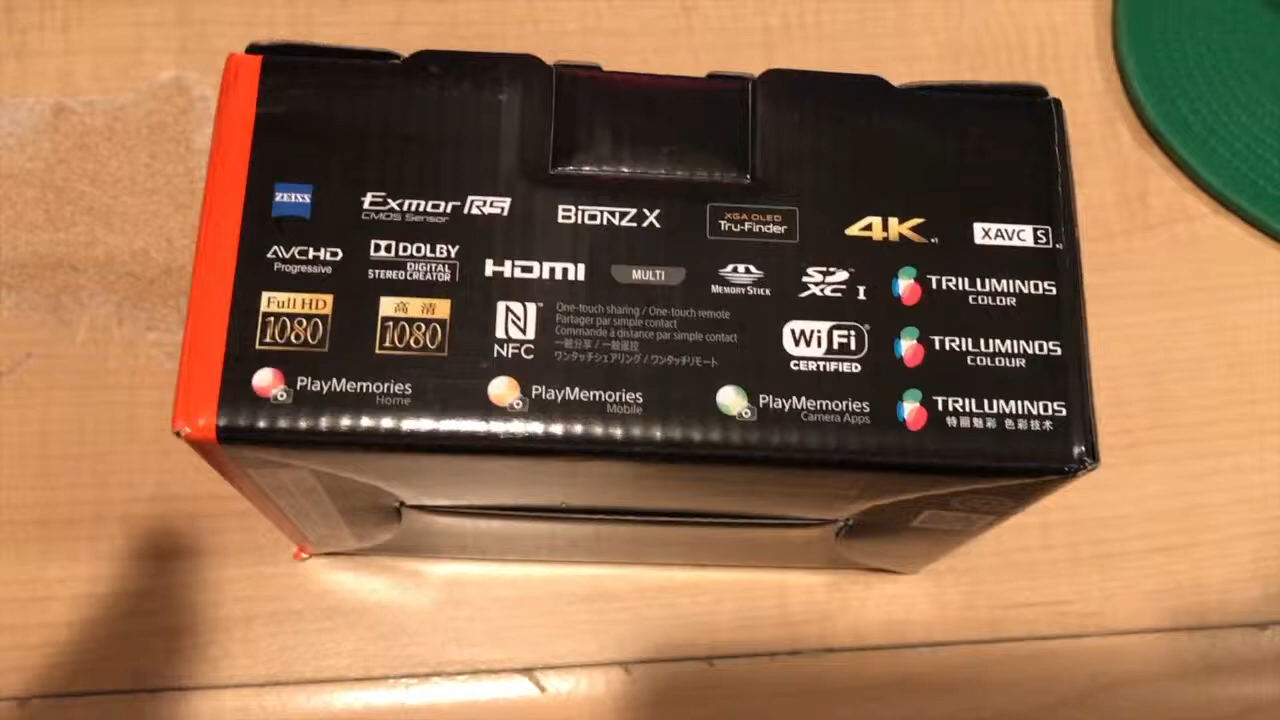 ZEISS
Exmor RS
CMOS Sensor
BIONZ X
XGA OLED
Tru-Finder
4K *1
XAVC S *2
AVCHD
Progressive
DOLBY
DIGITAL
STEREO CREATOR
HDMI
MULTI
MEMORY STICK
SD
XC I
TRILUMINOS
COLOR
Full HD
1080
高清
1080
NFC
One-touch sharing / One-touch remote
Partager par simple contact
Commande à distance par simple contact
一触分享 / 一触遥控
ワンタッチシェアリング / ワンタッチリモート
Wi Fi
CERTIFIED
TRILUMINOS
COLOUR
PlayMemories
Home
PlayMemories
Mobile
PlayMemories
Camera Apps
TRILUMINOS
特丽魅彩 色彩技术